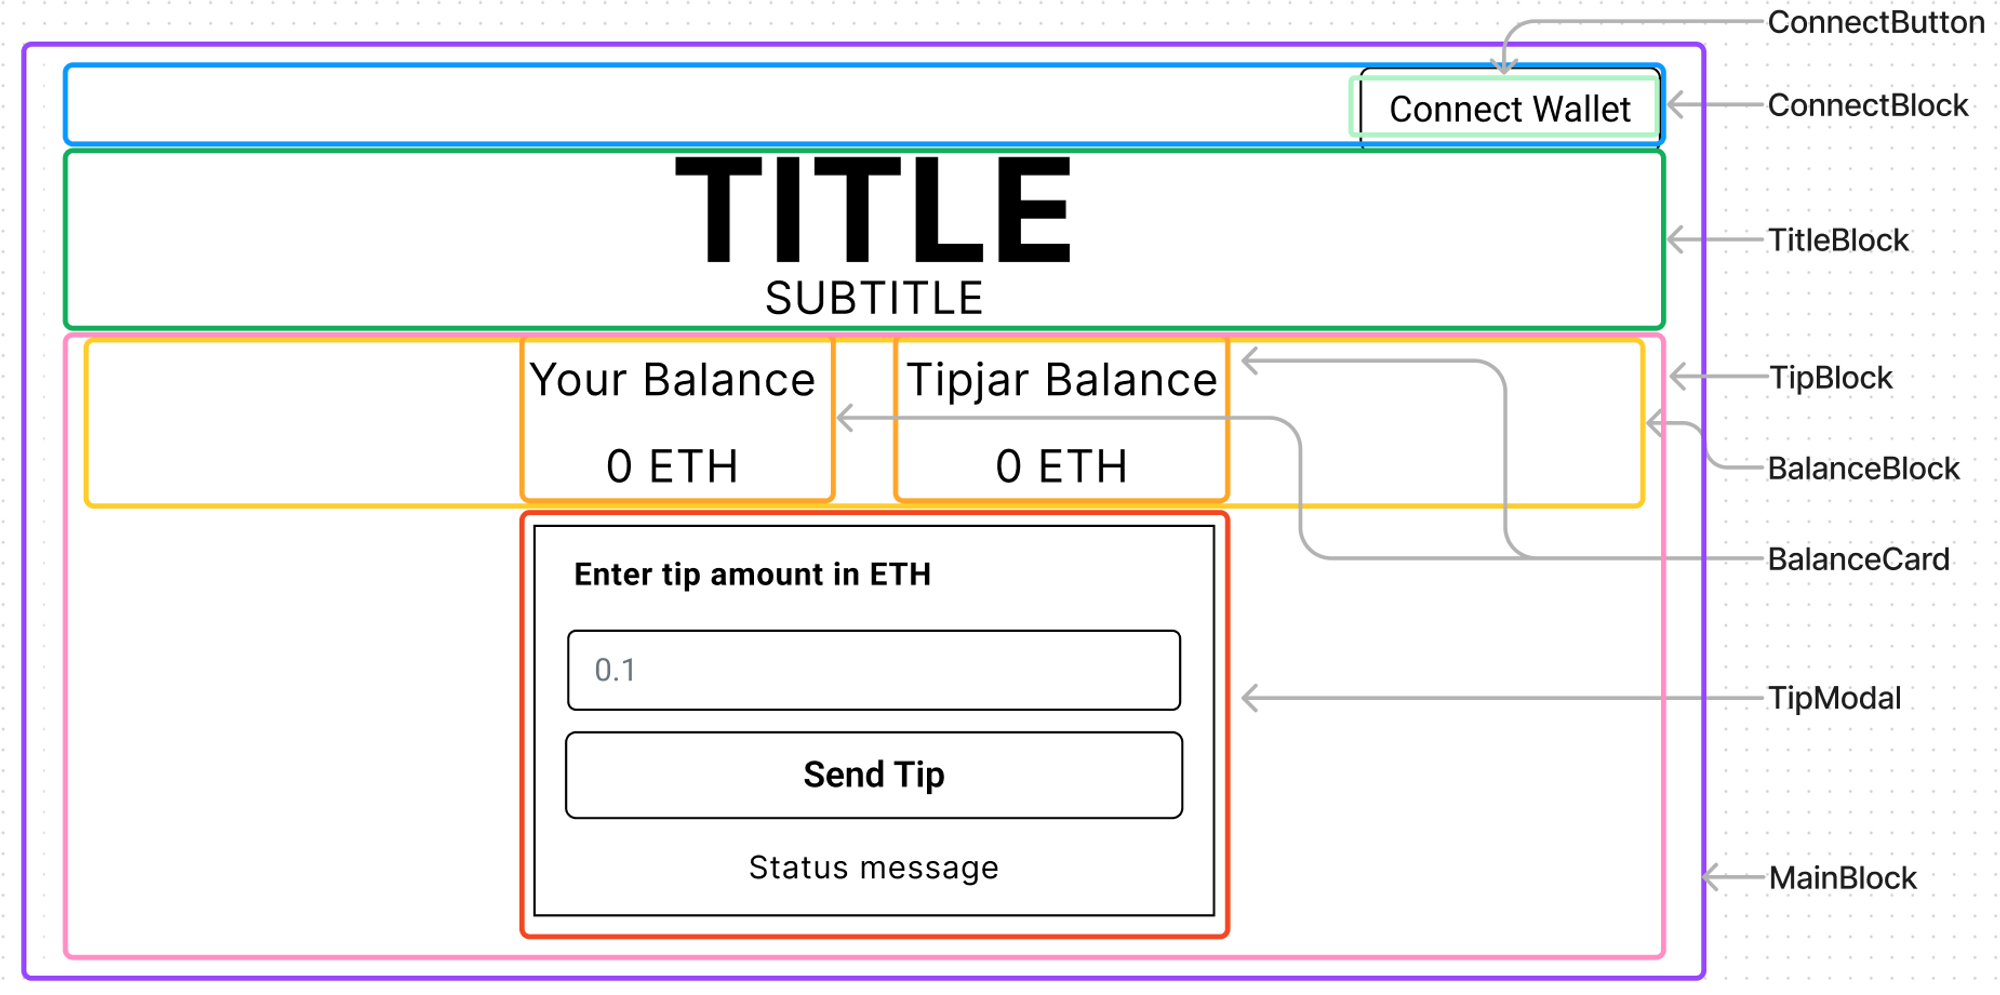 ConnectButton
Connect Wallet
ConnectBlock
TITLE
SUBTITLE
TitleBlock
Your Balance
Tipjar Balance
TipBlock
0 ETH
0 ETH
BalanceBlock
BalanceCard
Enter tip amount in ETH
0.1
TipModal
Send Tip
Status message
MainBlock